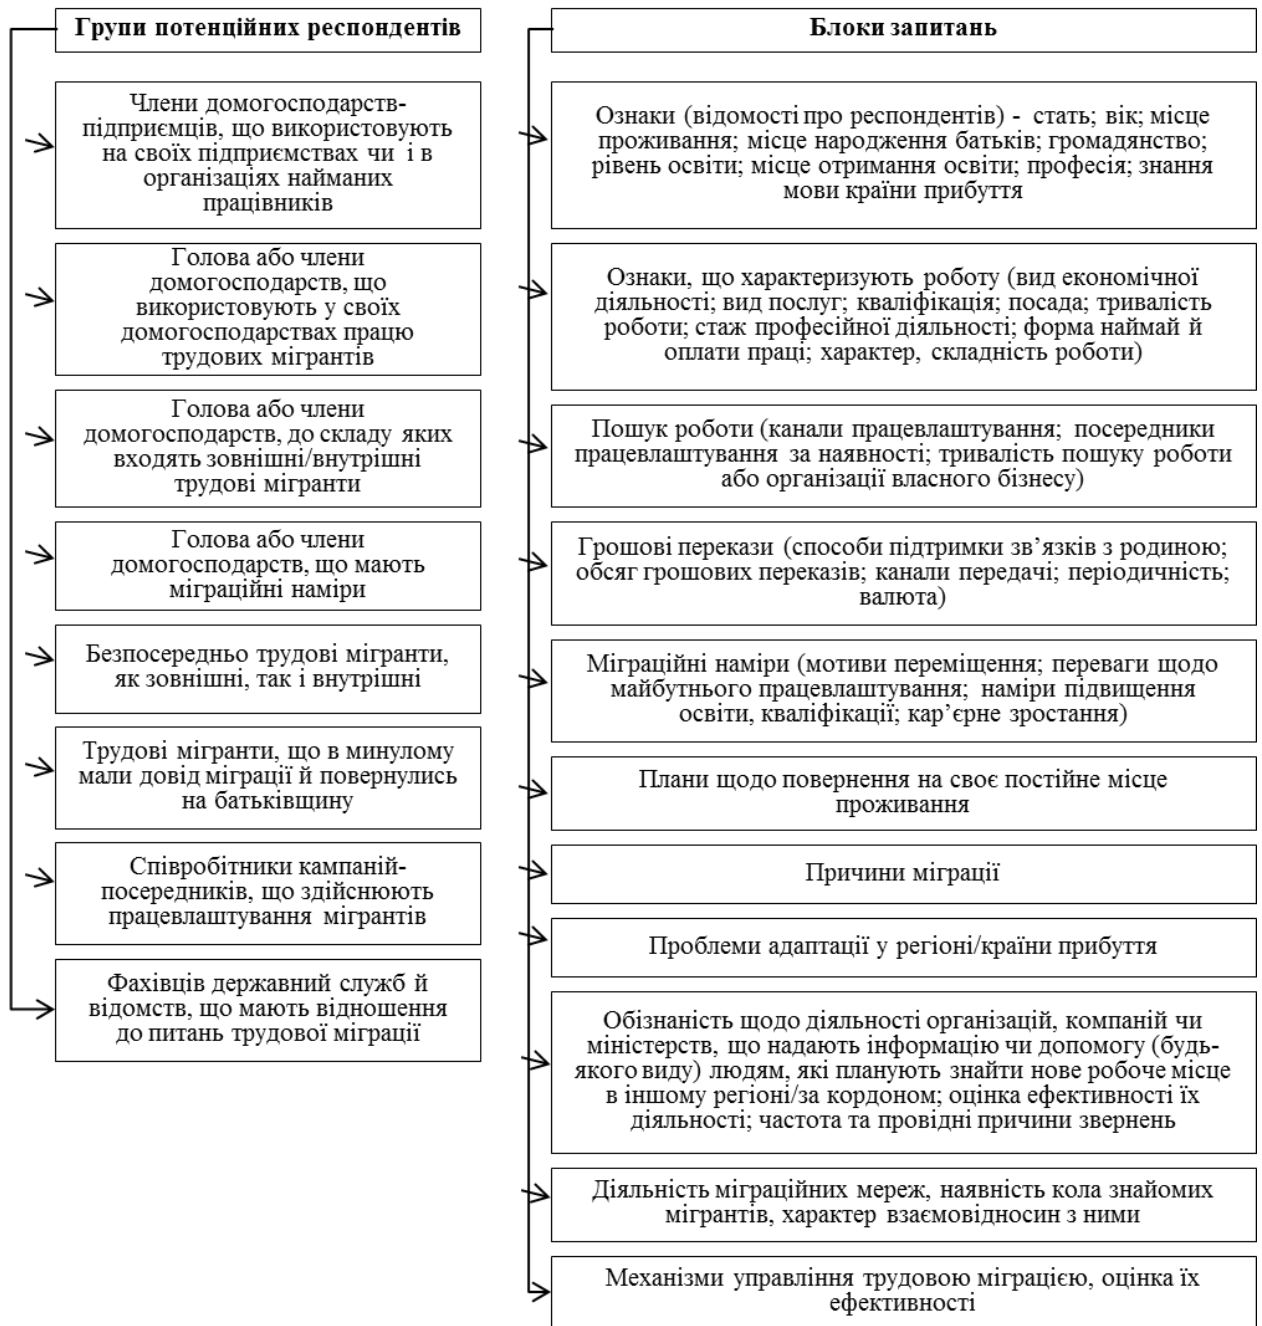 Групи потенційних респондентів
Члени домогосподарств-
підприємців, що використовують
на своїх підприємствах чи і в
організаціях найманих
працівників
Голова або члени
домогосподарств, що
використовують у своїх
домогосподарствах працю
трудових мігрантів
Голова або члени
домогосподарств, до складу яких
входять зовнішні/внутрішні
трудові мігранти
Голова або члени
домогосподарств, що мають
міграційні наміри
Безпосередньо трудові мігранти,
як зовнішні, так і внутрішні
Трудові мігранти, що в минулому
мали довід міграції й повернулись
на батьківщину
Співробітники кампаній-
посередників, що здійснюють
працевлаштування мігрантів
Фахівців державний служб й
відомств, що мають відношення
до питань трудової міграції
Блоки запитань
Ознаки (відомості про респондентів) - стать; вік; місце
проживання; місце народження батьків; громадянство;
рівень освіти; місце отримання освіти; професія; знання
мови країни прибуття
Ознаки, що характеризують роботу (вид економічної
діяльності; вид послуг; кваліфікація; посада; тривалість
роботи; стаж професійної діяльності; форма наймай й
оплати праці; характер, складність роботи)
Пошук роботи (канали працевлаштування; посередники
працевлаштування за наявності; тривалість пошуку роботи
або організації власного бізнесу)
Грошові перекази (способи підтримки зв’язків з родиною;
обсяг грошових переказів; канали передачі; періодичність;
валюта)
Міграційні наміри (мотиви переміщення; переваги щодо
майбутнього працевлаштування; наміри підвищення
освіти, кваліфікації; кар’єрне зростання)
Плани щодо повернення на своє постійне місце
проживання
Причини міграції
Проблеми адаптації у регіоні/країни прибуття
Обізнаність щодо діяльності організацій, компаній чи
міністерств, що надають інформацію чи допомогу (будь-
якого виду) людям, які планують знайти нове робоче місце
в іншому регіоні/за кордоном; оцінка ефективності їх
діяльності; частота та провідні причини звернень
Діяльність міграційних мереж, наявність кола знайомих
мігрантів, характер взаємовідносин з ними
Механізми управління трудовою міграцією, оцінка їх
ефективності